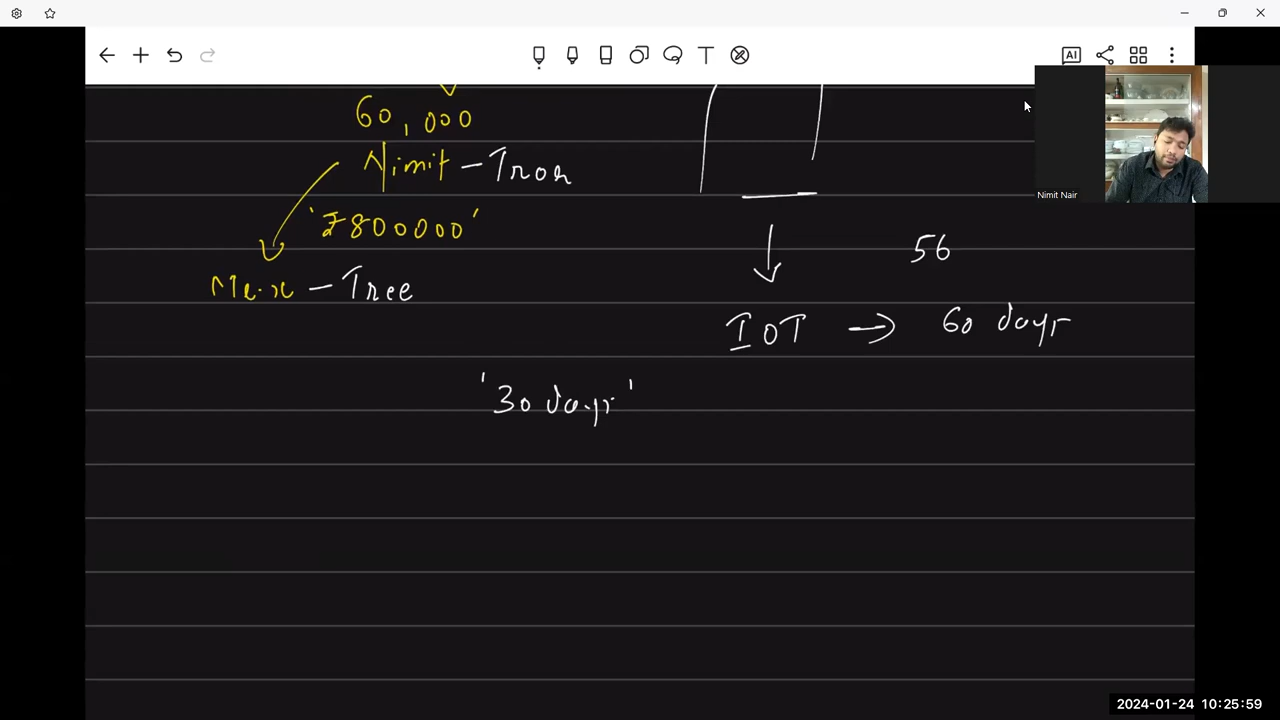 60,000
Nimit - Tron
'₹800000'
Max - Tree
56
IOT → 60 days
'30 days'
AI
Nimit Nair
2024-01-24 10:25:59